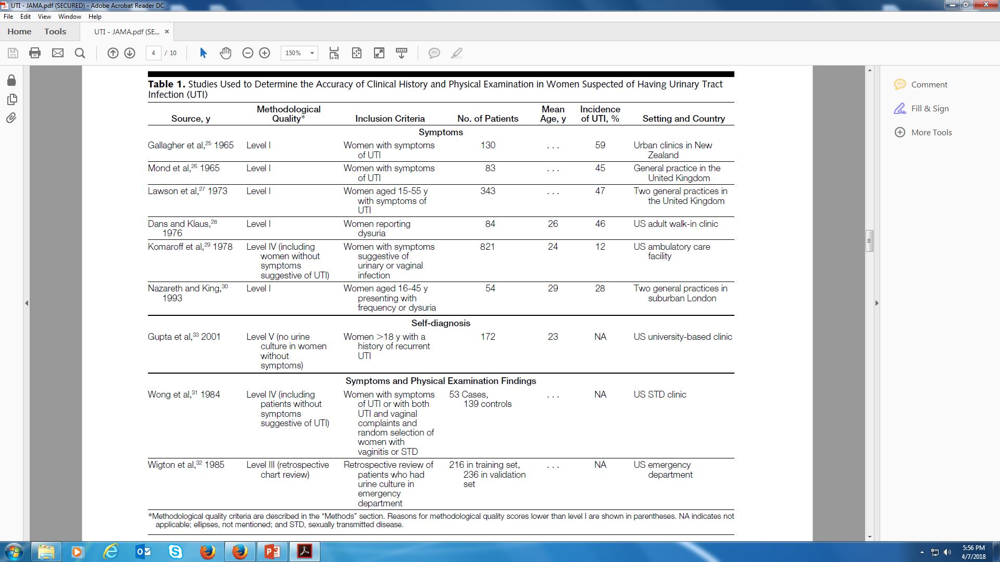 UTI - JAMA.pdf (SECURED) - Adobe Acrobat Reader DC
File Edit View Window Help
Home Tools UTI - JAMA.pdf (SE... ×
4 / 10 150%
Table 1. Studies Used to Determine the Accuracy of Clinical History and Physical Examination in Women Suspected of Having Urinary Tract
Infection (UTI)
Source, y Methodological Quality* Inclusion Criteria No. of Patients Mean Age, y Incidence of UTI, % Setting and Country
Symptoms
Gallagher et al,25 1965 Level I Women with symptoms 130 . . . 59 Urban clinics in New
of UTI Zealand
Mond et al,26 1965 Level I Women with symptoms 83 . . . 45 General practice in the
of UTI United Kingdom
Lawson et al,27 1973 Level I Women aged 15-55 y 343 . . . 47 Two general practices in
with symptoms of the United Kingdom
UTI
Dans and Klaus,28 Level I Women reporting 84 26 46 US adult walk-in clinic
1976 dysuria
Komaroff et al,29 1978 Level IV (including Women with symptoms 821 24 12 US ambulatory care
women without suggestive of facility
symptoms urinary or vaginal
suggestive of UTI) infection
Nazareth and King,30 Level I Women aged 16-45 y 54 29 28 Two general practices in
1993 presenting with suburban London
frequency or dysuria
Self-diagnosis
Gupta et al,33 2001 Level V (no urine Women >18 y with a 172 23 NA US university-based clinic
culture in women history of recurrent
without UTI
symptoms)
Symptoms and Physical Examination Findings
Wong et al,31 1984 Level IV (including Women with symptoms 53 Cases, . . . NA US STD clinic
patients without of UTI or with both 139 controls
symptoms UTI and vaginal
suggestive of UTI) complaints and
random selection of
women with
vaginitis or STD
Wigton et al,32 1985 Level III (retrospective Retrospective review of 216 in training set, . . . NA US emergency
chart review) patients who had 236 in validation department
urine culture in set
emergency
department
*Methodological quality criteria are described in the “Methods” section. Reasons for methodological quality scores lower than level I are shown in parentheses. NA indicates not
applicable; ellipses, not mentioned; and STD, sexually transmitted disease.
Comment
Fill & Sign
More Tools
5:56 PM
4/7/2018